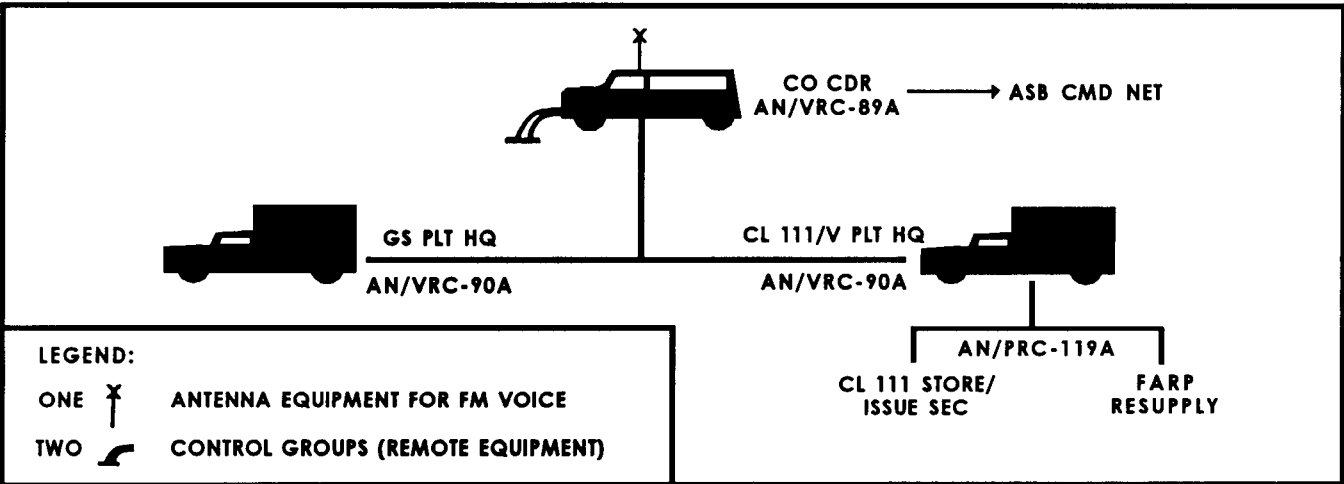 CO CDR
AN/VRC-89A
ASB CMD NET
GS PLT HQ
AN/VRC-90A
CL 111/V PLT HQ
AN/VRC-90A
AN/PRC-119A
CL 111 STORE/
ISSUE SEC
FARP
RESUPPLY
LEGEND:
ONE ANTENNA EQUIPMENT FOR FM VOICE
TWO CONTROL GROUPS (REMOTE EQUIPMENT)